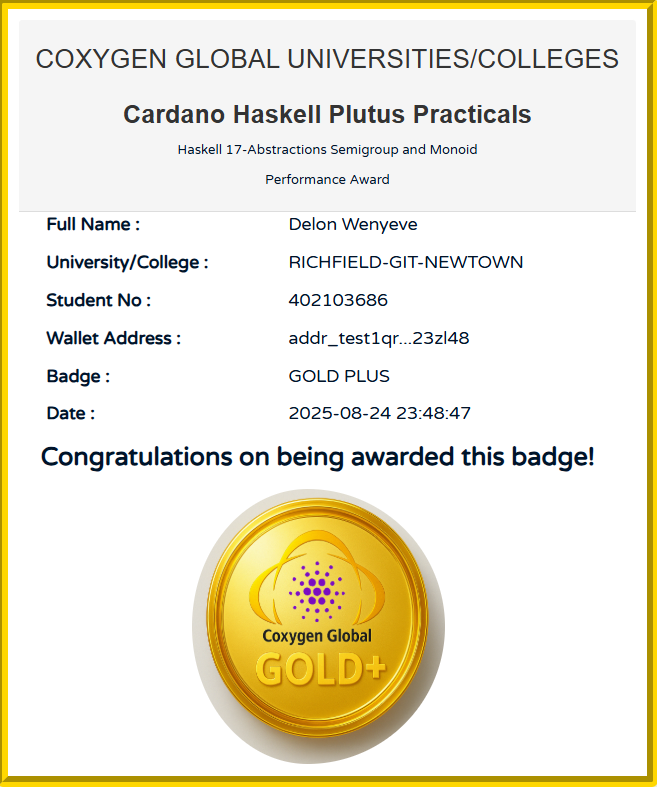 COXYGEN GLOBAL UNIVERSITIES/COLLEGES
Cardano Haskell Plutus Practicals
Haskell 17-Abstractions Semigroup and Monoid
Performance Award
Full Name : Delon Wenyeve
University/College : RICHFIELD-GIT-NEWTOWN
Student No : 402103686
Wallet Address : addr_test1qr...23zl48
Badge : GOLD PLUS
Date : 2025-08-24 23:48:47
Congratulations on being awarded this badge!
Coxygen Global
GOLD+